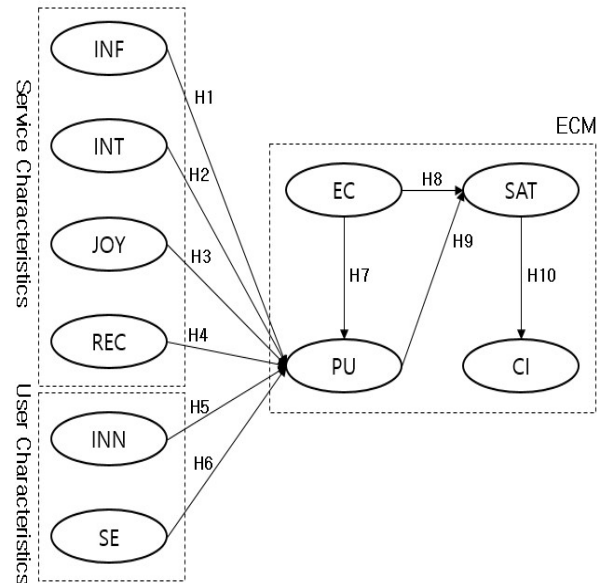 Service Characteristics
INF
INT
JOY
REC
User Characteristics
INN
SE
H1
H2
H3
H4
H5
H6
ECM
EC
H8
SAT
H7
H9
H10
PU
CI